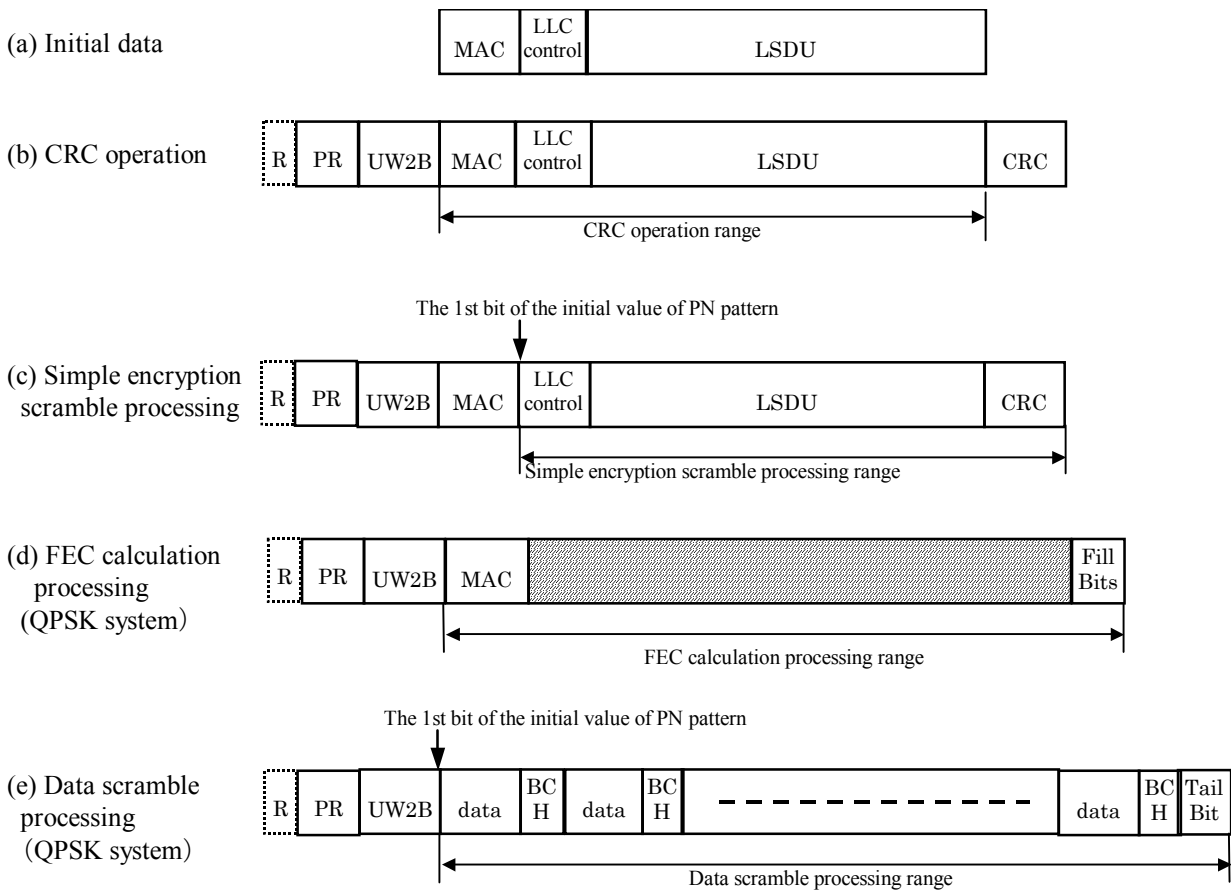 (a) Initial data
MAC
LLC
control
LSDU
(b) CRC operation
R
PR
UW2B
MAC
LLC
control
LSDU
CRC
CRC operation range
The 1st bit of the initial value of PN pattern
(c) Simple encryption
scramble processing
R
PR
UW2B
MAC
LLC
control
LSDU
CRC
Simple encryption scramble processing range
(d) FEC calculation
processing
(QPSK system）
R
PR
UW2B
MAC
Fill
Bits
FEC calculation processing range
The 1st bit of the initial value of PN pattern
(e) Data scramble
processing
（QPSK system）
R
PR
UW2B
data
BC
H
data
BC
H
data
BC
H
Tail
Bit
Data scramble processing range